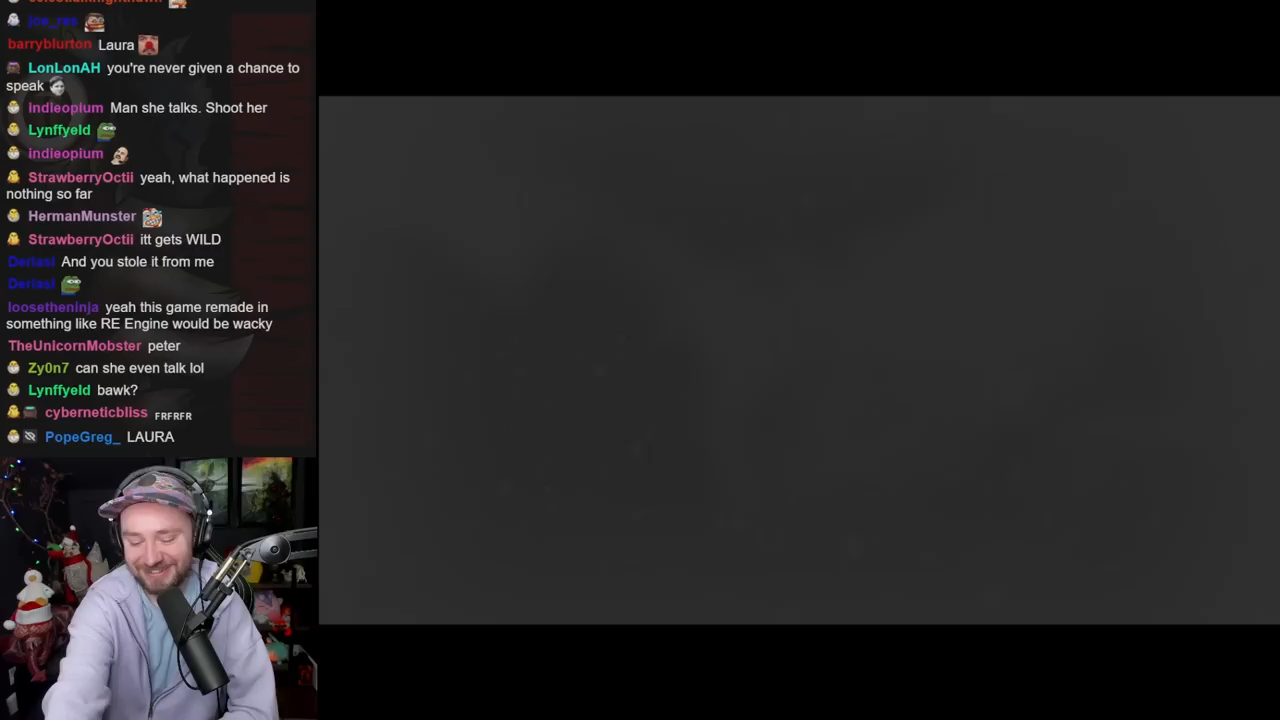 joe_res
barryblurton Laura
LonLonAH you're never given a chance to
speak
indieopium Man she talks. Shoot her
Lynffyeld
indieopium
StrawberryOctii yeah, what happened is
nothing so far
HermanMunster
StrawberryOctii itt gets WILD
Derlasi And you stole it from me
Derlasi
loosetheninja yeah this game remade in
something like RE Engine would be wacky
TheUnicornMobster peter
Zy0n7 can she even talk lol
Lynffyeld bawk?
cyberneticbliss FRFRFR
PopeGreg_ LAURA